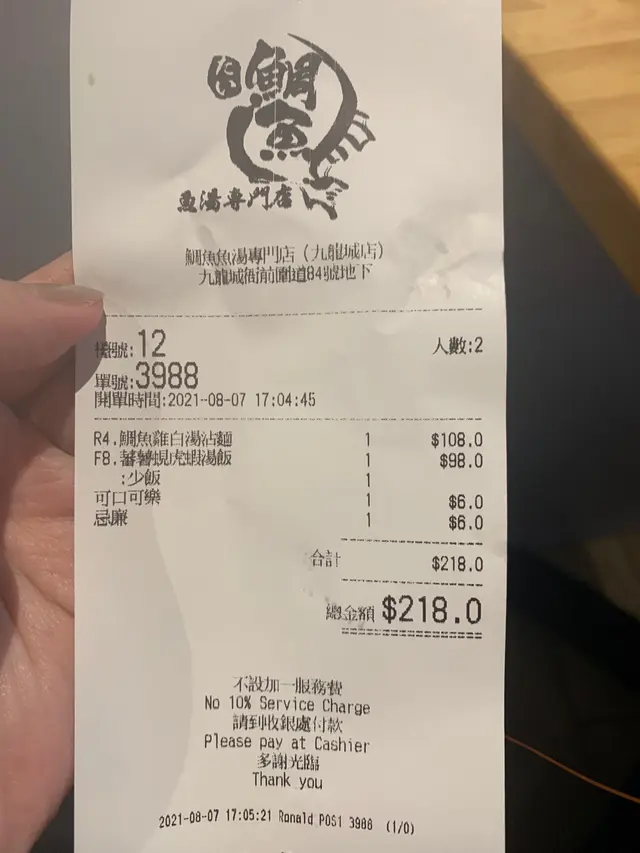 鯛魚
魚湯專門店
鯛魚魚湯專門店（九龍城店）
九龍城衙前圍道84號地下
檯號:12 人數:2
單號:3988
開單時間:2021-08-07 17:04:45
R4.鯛魚雞白湯沾麵 1 $108.0
F8.蕃薯蜆虎蝦湯飯 1 $98.0
:少飯 1
可口可樂 1 $6.0
忌廉 1 $6.0
合計 $218.0
總金額 $218.0
不設加一服務費
No 10% Service Charge
請到收銀處付款
Please pay at Cashier
多謝光臨
Thank you
2021-08-07 17:05:21 Ronald POS1 3988 (1/0)